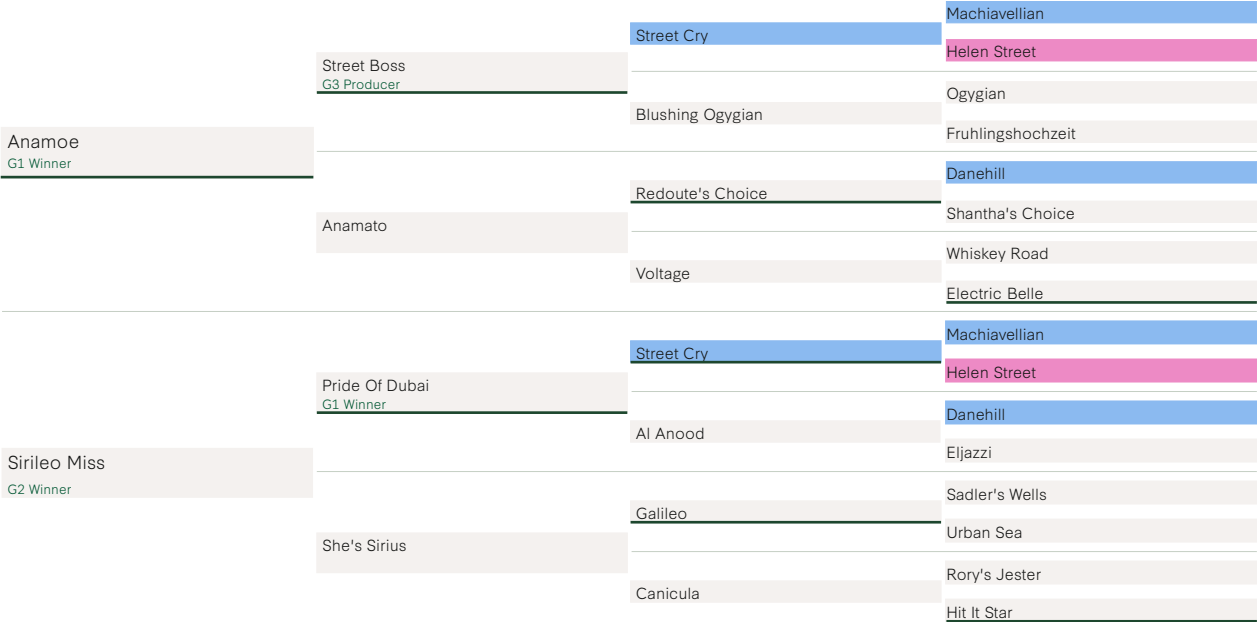 Anamoe
G1 Winner
Sirileo Miss
G2 Winner
Street Boss
G3 Producer
Anamato
Pride Of Dubai
G1 Winner
She's Sirius
Street Cry
Blushing Ogygian
Redoute's Choice
Voltage
Street Cry
Al Anood
Galileo
Canicula
Machiavellian
Helen Street
Ogygian
Fruhlingshochzeit
Danehill
Shantha's Choice
Whiskey Road
Electric Belle
Machiavellian
Helen Street
Danehill
Eljazzi
Sadler's Wells
Urban Sea
Rory's Jester
Hit It Star